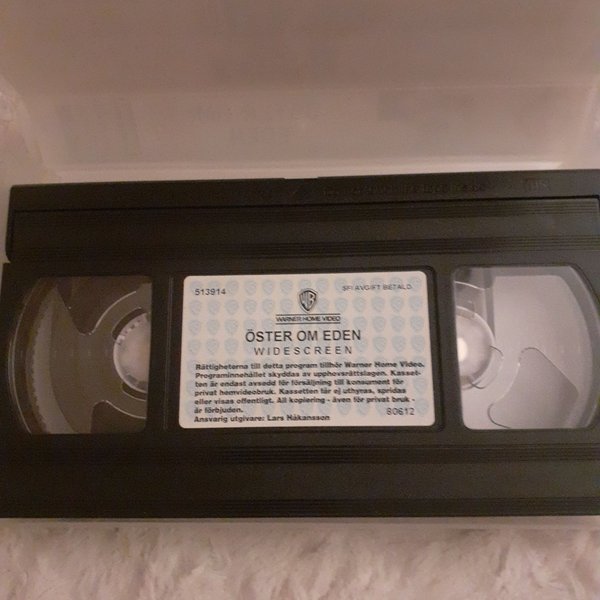 513914
SFI AVGIFT BETALD.
WB
WARNER HOME VIDEO
ÖSTER OM EDEN
WIDESCREEN
Rättigheterna till detta program tillhör Warner Home Video.
Programinnehållet skyddas av upphovsrättslagen. Kasset-
ten är endast avsedd för försäljning till konsument för
privat hemvideobruk. Kassetten får ej uthyras, spridas
eller visas offentligt. All kopiering - även för privat bruk -
är förbjuden.
80612
Ansvarig utgivare: Lars Håkansson